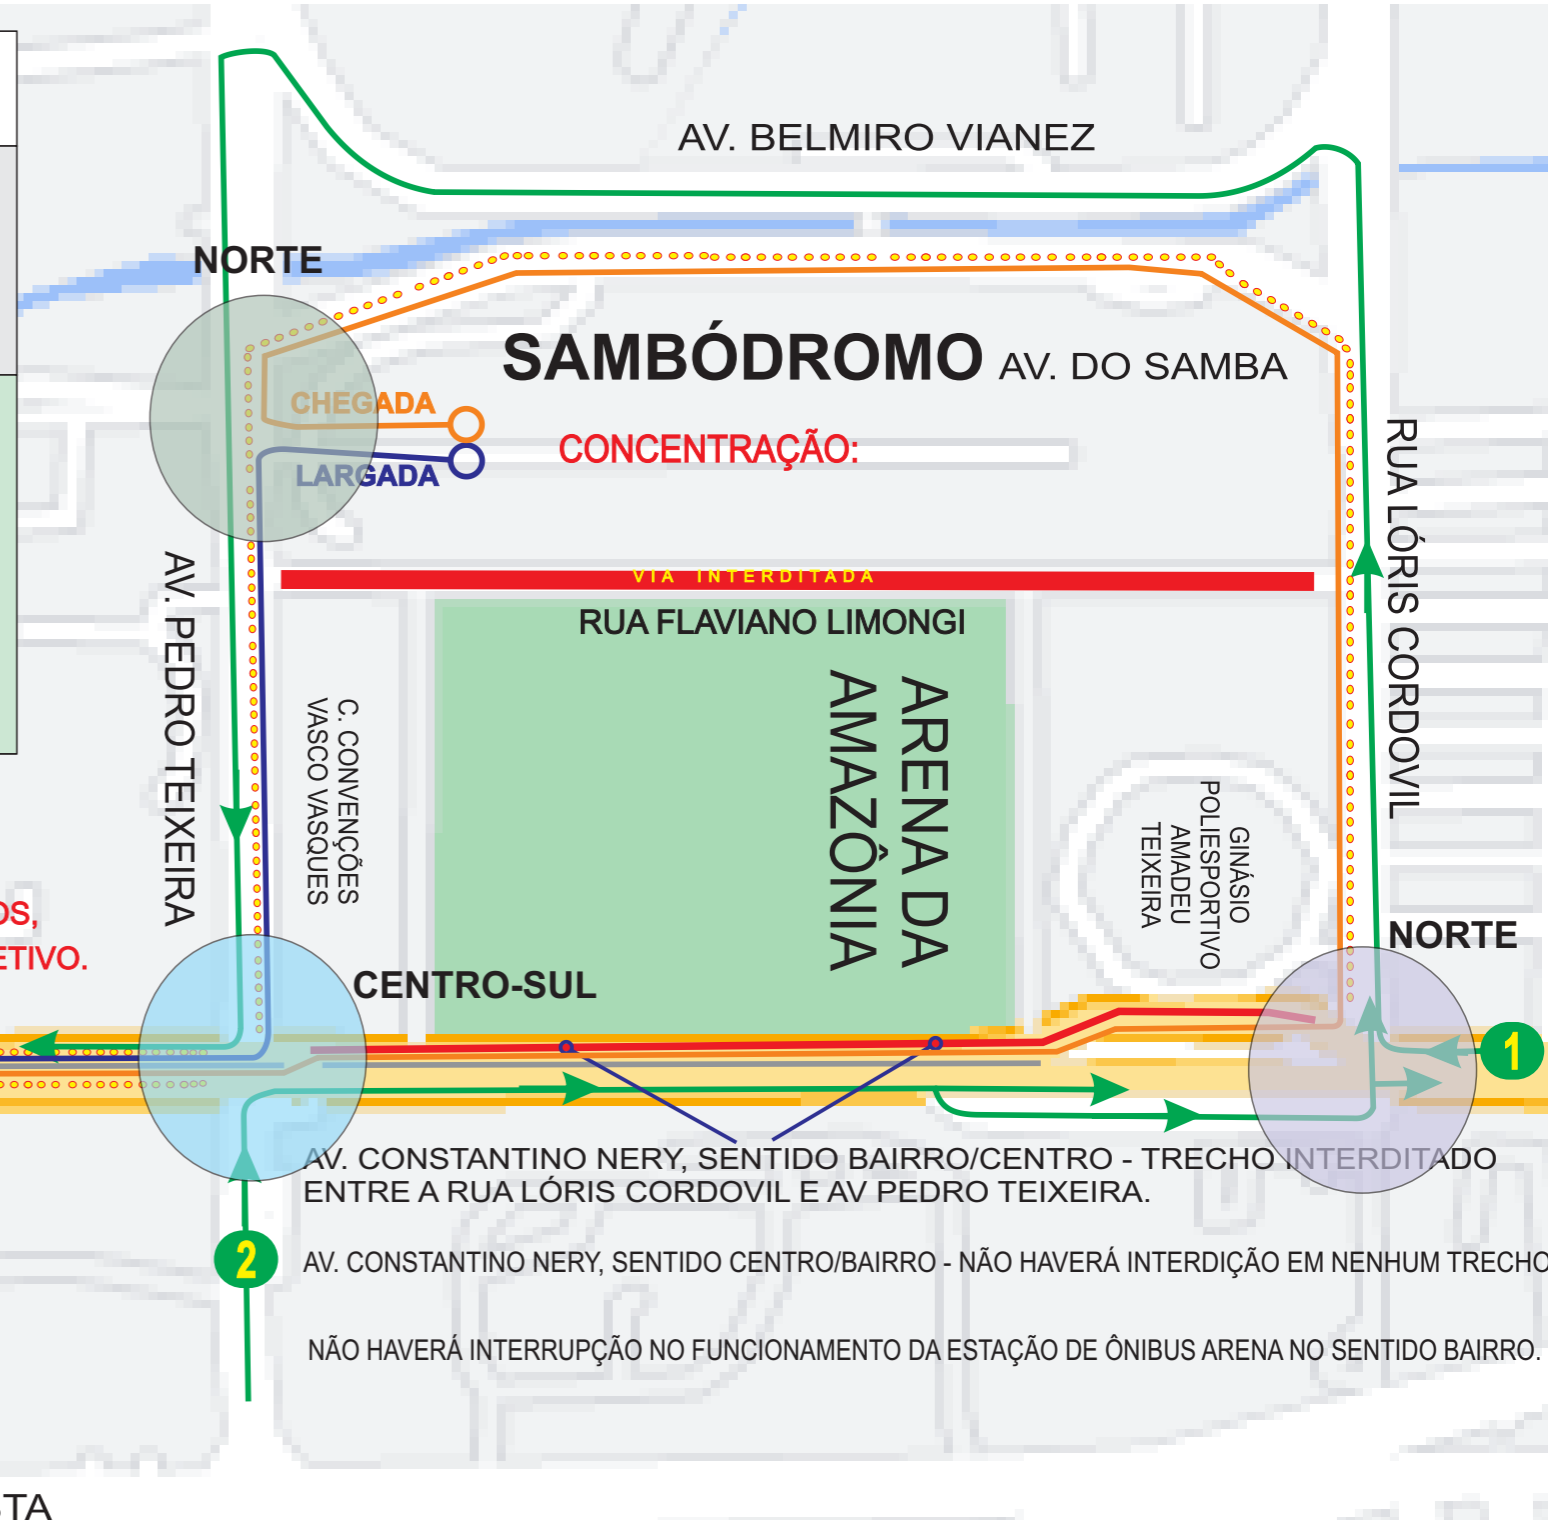 AV. BELMIRO VIANEZ
NORTE
SAMBÓDROMO AV. DO SAMBA
CHEGADA
CONCENTRAÇÃO:
LARGADA
RUA LÓRIS CORDOVIL
VIA INTERDITADA
RUA FLAVIANO LIMONGI
AV. PEDRO TEIXEIRA
C. CONVENÇÕES
VASCO VASQUES
ARENA DA
AMAZÔNIA
GINÁSIO
POLIESPORTIVO
AMADEU
TEIXEIRA
OS,
ETIVO.
NORTE
CENTRO-SUL
1
AV. CONSTANTINO NERY, SENTIDO BAIRRO/CENTRO - TRECHO INTERDITADO
ENTRE A RUA LÓRIS CORDOVIL E AV PEDRO TEIXEIRA.
2
AV. CONSTANTINO NERY, SENTIDO CENTRO/BAIRRO - NÃO HAVERÁ INTERDIÇÃO EM NENHUM TRECHO
NÃO HAVERÁ INTERRUPÇÃO NO FUNCIONAMENTO DA ESTAÇÃO DE ÔNIBUS ARENA NO SENTIDO BAIRRO.
STA